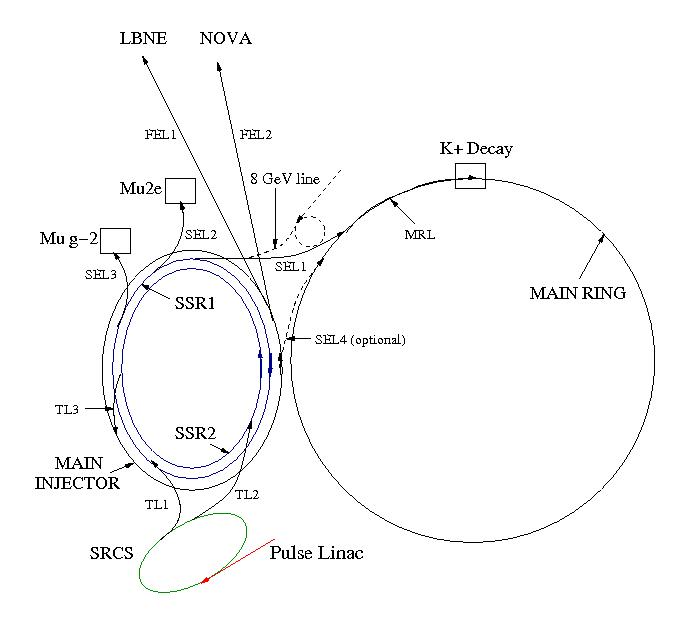 LBNE
NOVA
FEL1
FEL2
K+ Decay
8 GeV line
Mu2e
MRL
SEL2
Mu g-2
SEL1
SEL3
MAIN RING
SSR1
SEL4 (optional)
TL3
SSR2
MAIN
INJECTOR
TL2
TL1
SRCS
Pulse Linac